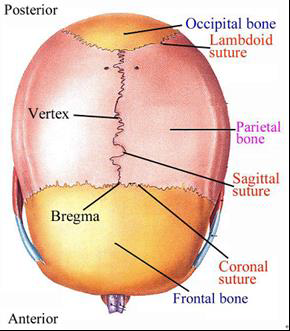 Posterior
Occipital bone
Lambdoid
suture
Vertex
Parietal
bone
Sagittal
suture
Bregma
Coronal
suture
Frontal bone
Anterior